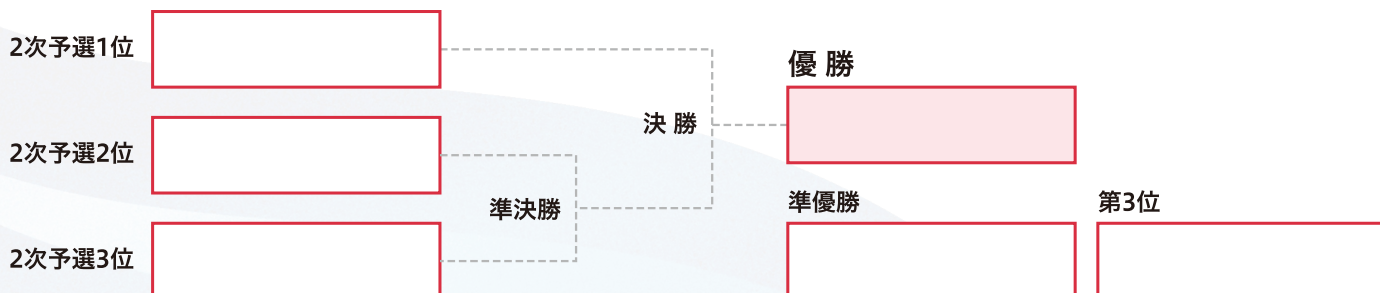 2次予選1位
優 勝
決 勝
2次予選2位
準決勝
準優勝
第3位
2次予選3位